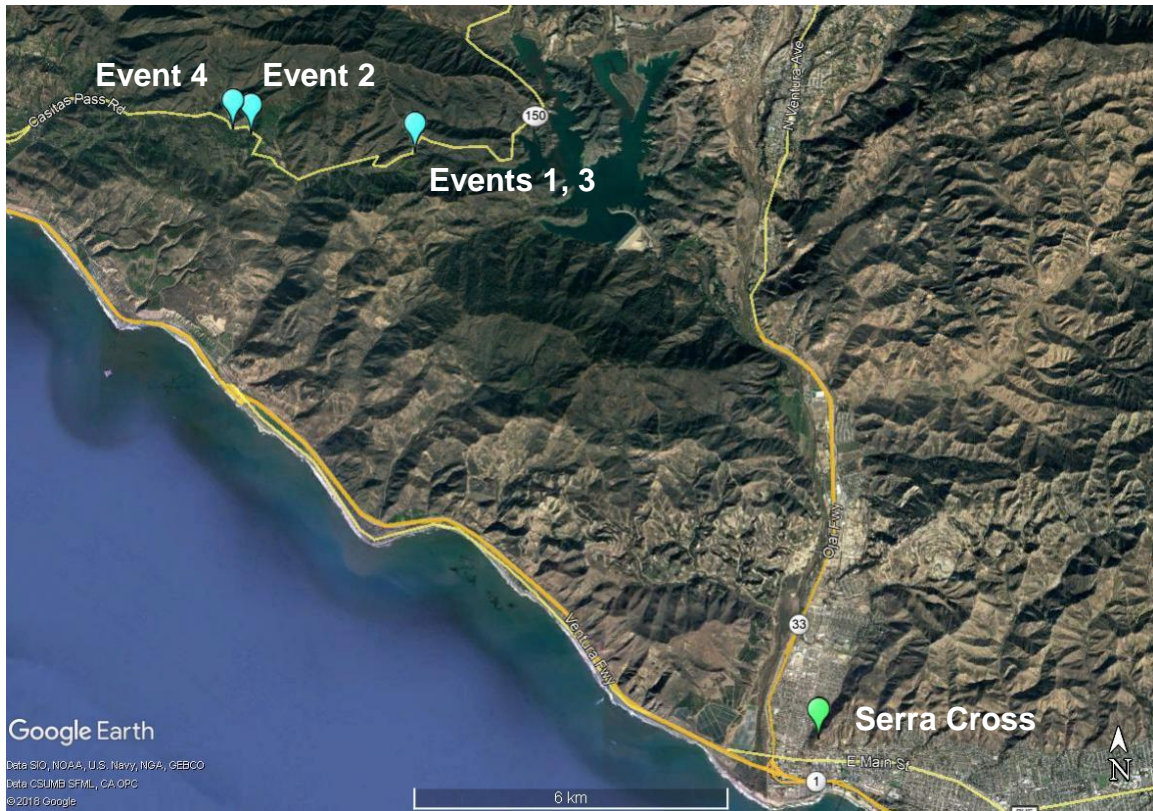 Event 4 Event 2
Casitas Pass Rd
150
N Ventura Ave
Events 1, 3
Ojai Fwy
33
Ventura Fwy
Serra Cross
Google Earth
E Main St
N
Data SIO, NOAA, U.S. Navy, NGA, GEBCO
Data CSUMB SFML, CA OPC
©2018 Google
6 km
1